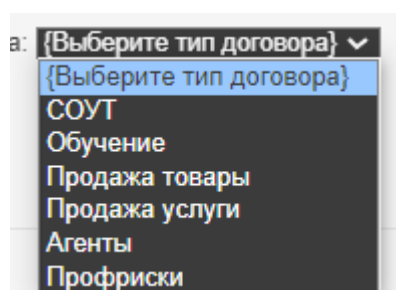 а: {Выберите тип договора}
{Выберите тип договора}
СОУТ
Обучение
Продажа товары
Продажа услуги
Агенты
Профриски